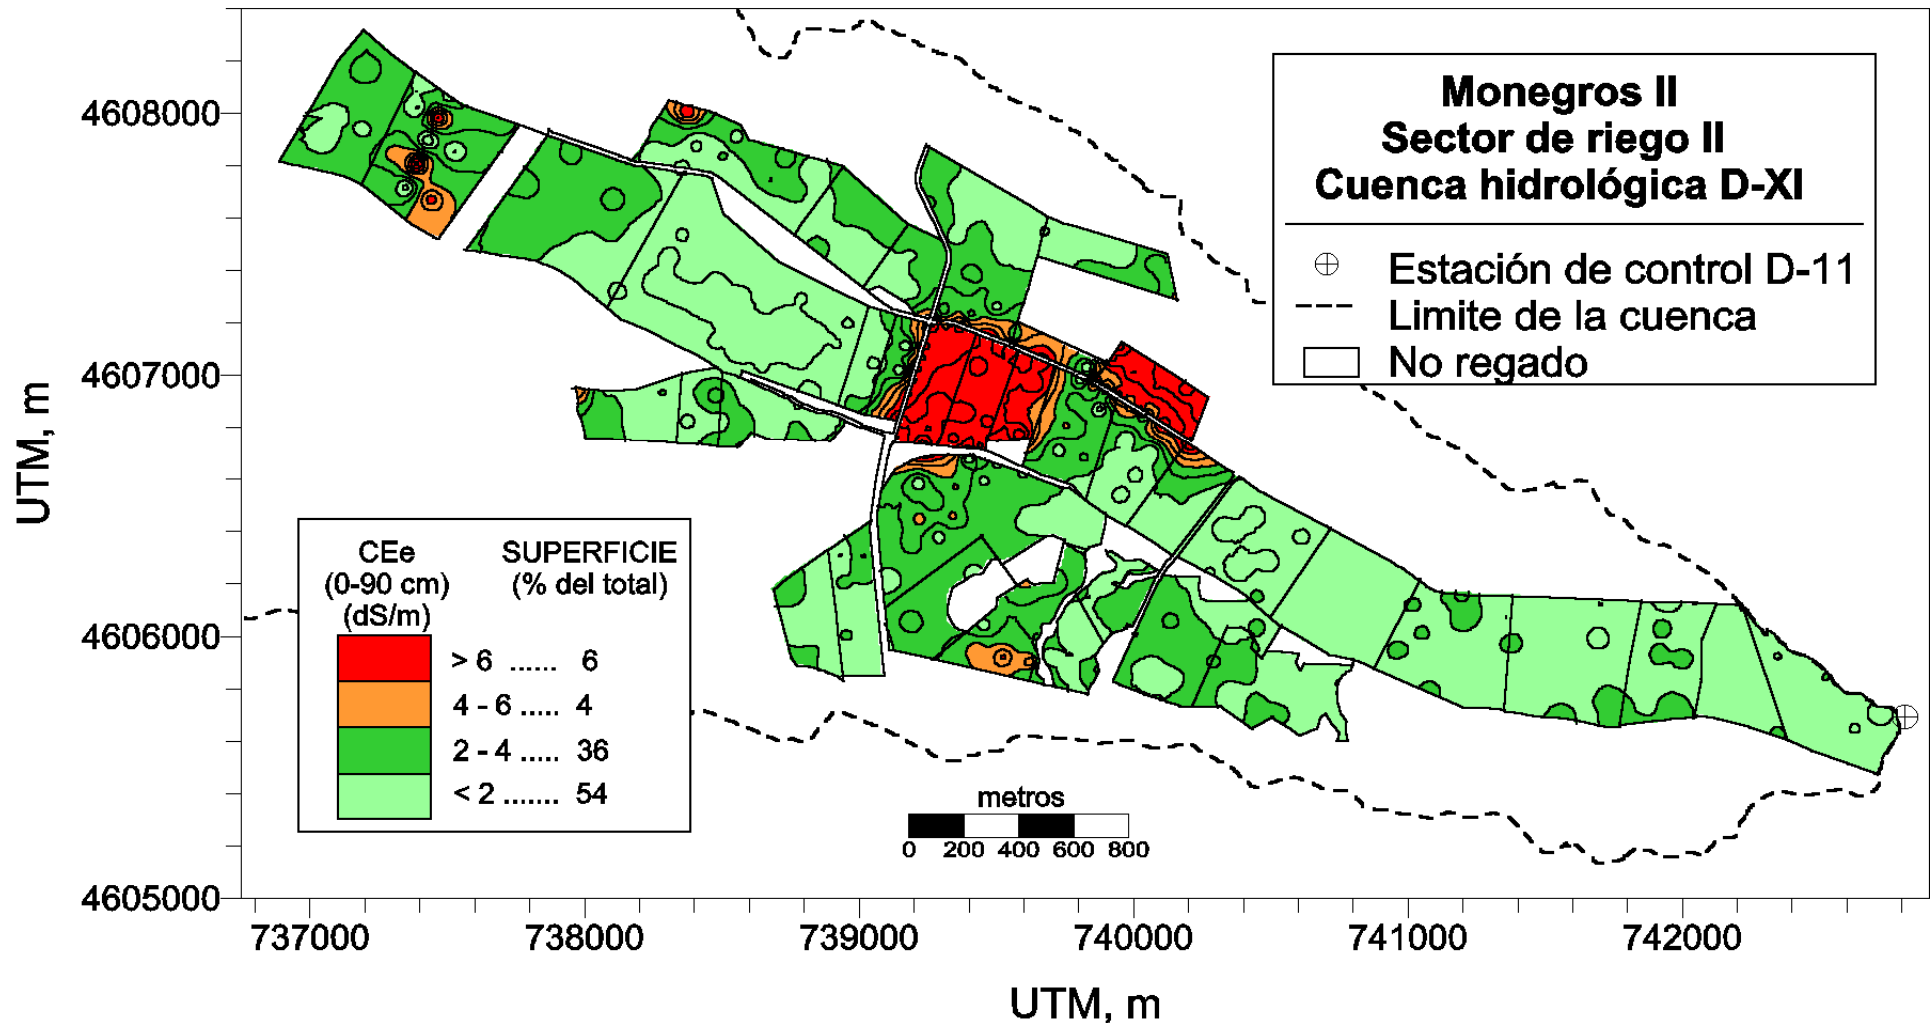 Monegros II
Sector de riego II
Cuenca hidrológica D-XI
Estación de control D-11
Limite de la cuenca
No regado
4608000
4607000
4606000
4605000
UTM, m
CEe SUPERFICIE
(0-90 cm) (% del total)
(dS/m)
> 6 ...... 6
4 - 6 ..... 4
2 - 4 ..... 36
< 2 ....... 54
metros
0 200 400 600 800
737000 738000 739000 740000 741000 742000
UTM, m